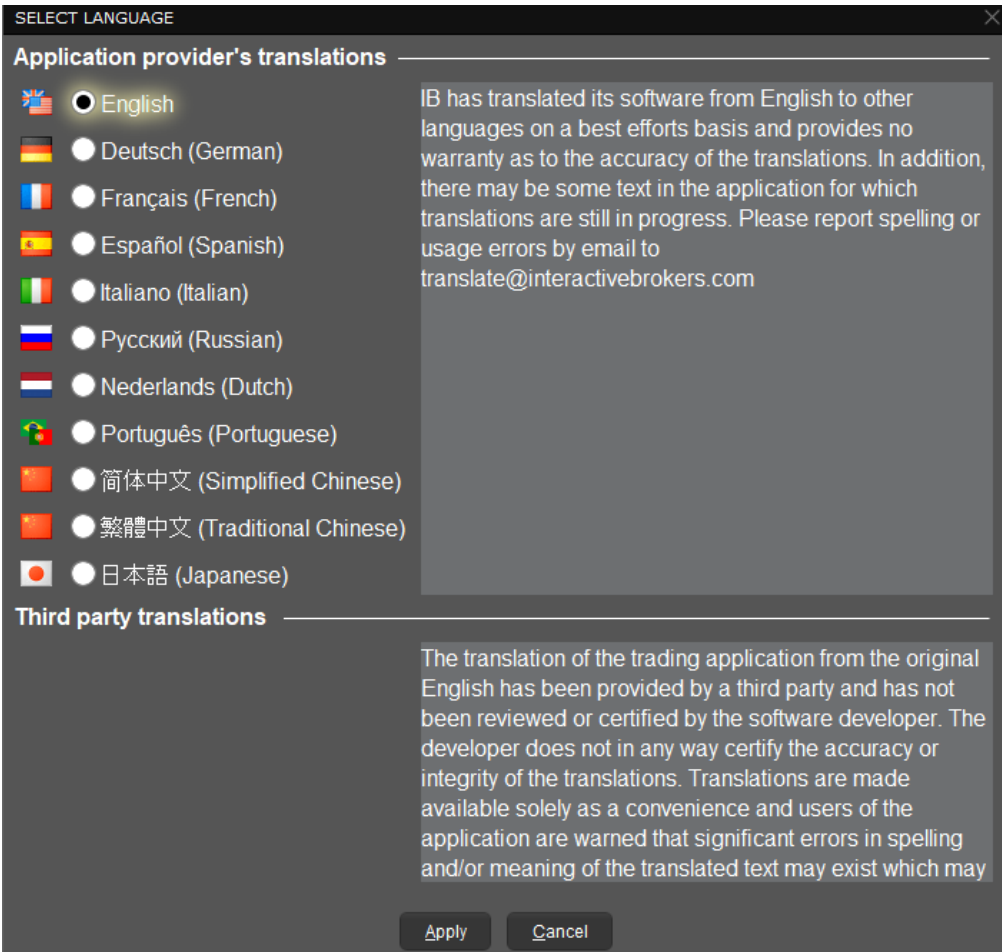 SELECT LANGUAGE
Application provider's translations
English
Deutsch (German)
Français (French)
Español (Spanish)
Italiano (Italian)
Русский (Russian)
Nederlands (Dutch)
Português (Portuguese)
简体中文 (Simplified Chinese)
繁體中文 (Traditional Chinese)
日本語 (Japanese)
IB has translated its software from English to other
languages on a best efforts basis and provides no
warranty as to the accuracy of the translations. In addition,
there may be some text in the application for which
translations are still in progress. Please report spelling or
usage errors by email to
translate@interactivebrokers.com
Third party translations
The translation of the trading application from the original
English has been provided by a third party and has not
been reviewed or certified by the software developer. The
developer does not in any way certify the accuracy or
integrity of the translations. Translations are made
available solely as a convenience and users of the
application are warned that significant errors in spelling
and/or meaning of the translated text may exist which may
Apply
Cancel